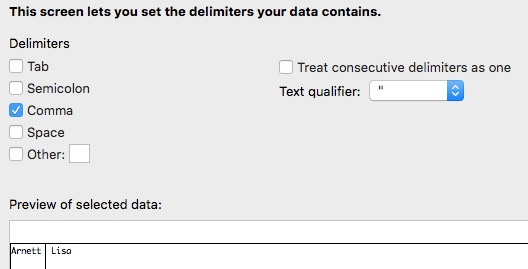 This screen lets you set the delimiters your data contains.
Delimiters
Tab
Treat consecutive delimiters as one
Semicolon
Text qualifier: "
Comma
Space
Other:
Preview of selected data:
Arnett Lisa